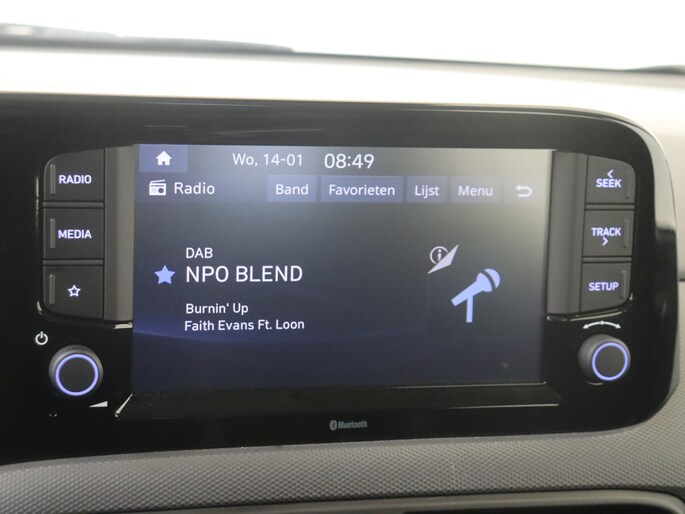 Wo, 14-01 08:49
Radio Band Favorieten Lijst Menu
DAB
NPO BLEND
Burnin' Up
Faith Evans Ft. Loon
RADIO
MEDIA
< SEEK
TRACK >
SETUP
Bluetooth